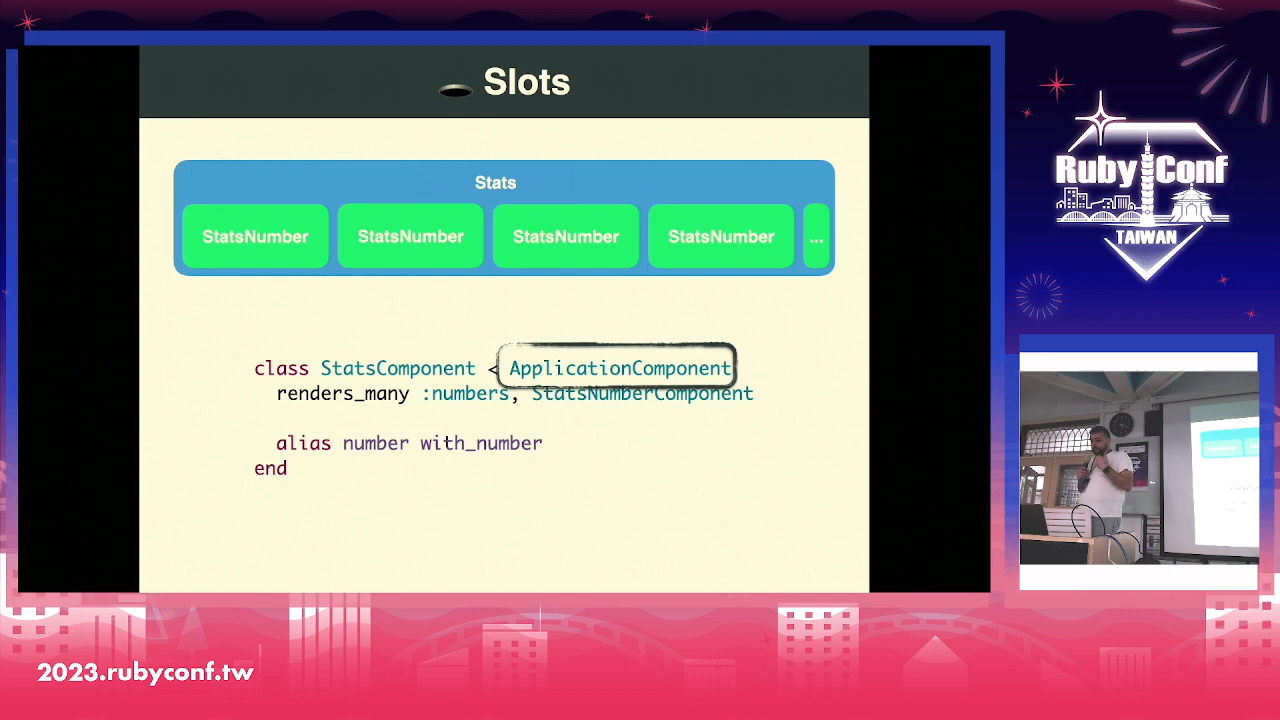 Slots
Stats
StatsNumber
StatsNumber
StatsNumber
StatsNumber
...
class StatsComponent < ApplicationComponent
renders_many :numbers, StatsNumberComponent
alias number with_number
end
RubyConf
TAIWAN
2023.rubyconf.tw